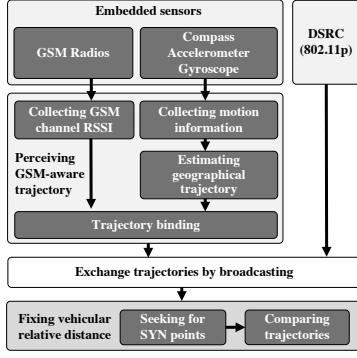 Embedded sensors
GSM Radios
Compass
Accelerometer
Gyroscope
DSRC
(802.11p)
Collecting GSM
channel RSSI
Collecting motion
information
Perceiving
GSM-aware
trajectory
Estimating
geographical
trajectory
Trajectory binding
Exchange trajectories by broadcasting
Fixing vehicular
relative distance
Seeking for
SYN points
Comparing
trajectories